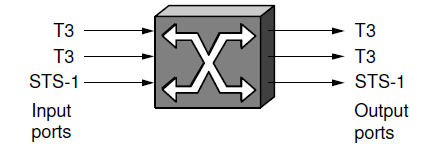 T3 T3
T3 T3
STS-1 STS-1
Input ports
Output ports